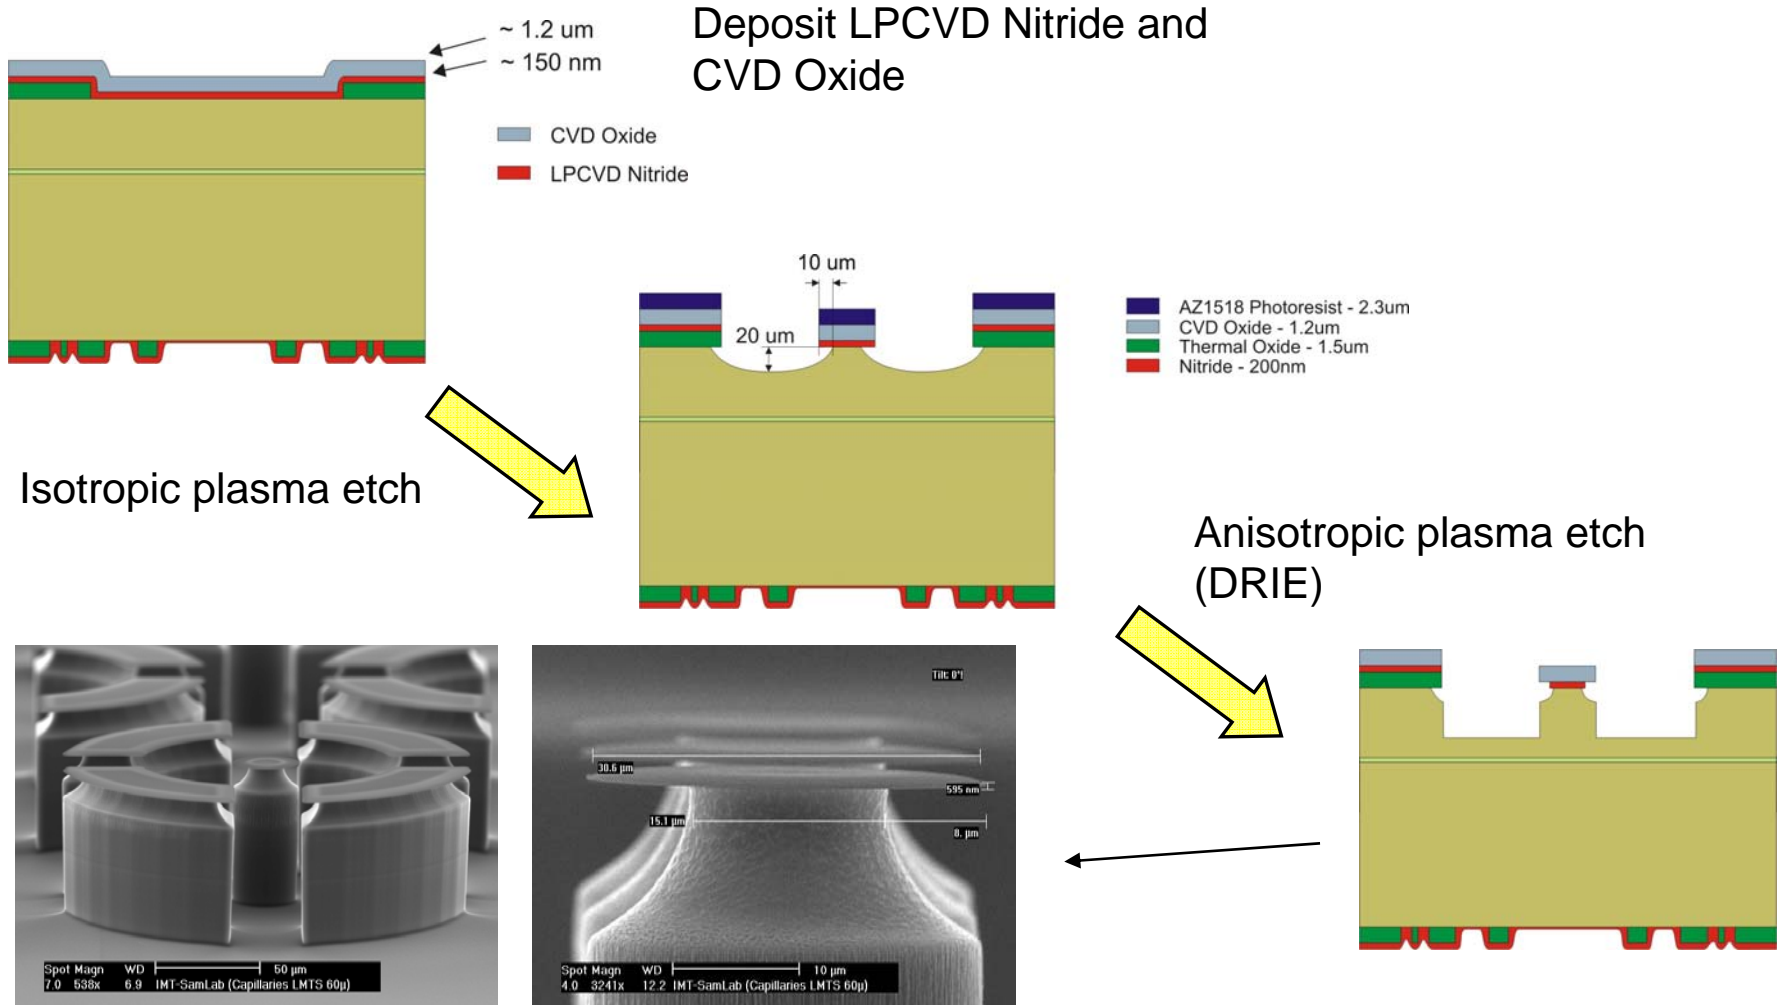 Deposit LPCVD Nitride and
CVD Oxide
~ 1.2 um
~ 150 nm
CVD Oxide
LPCVD Nitride
10 um
20 um
AZ1518 Photoresist - 2.3um
CVD Oxide - 1.2um
Thermal Oxide - 1.5um
Nitride - 200nm
Isotropic plasma etch
Anisotropic plasma etch
(DRIE)
Spot Magn WD 50 µm
7.0 538x 6.9 IMT-SamLab (Capillaries LMTS 60µ)
Tilt: 0°
30.6 µm
595 nm
15.1 µm
8. µm
Spot Magn WD 10 µm
4.0 3241x 12.2 IMT-SamLab (Capillaries LMTS 60µ)